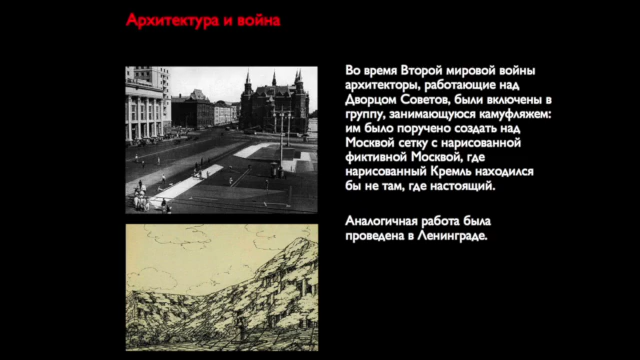 Архитектура и война
Во время Второй мировой войны
архитекторы, работающие над
Дворцом Советов, были включены в
группу, занимающуюся камуфляжем:
им было поручено создать над
Москвой сетку с нарисованной
фиктивной Москвой, где
нарисованный Кремль находился
бы не там, где настоящий.
Аналогичная работа была
проведена в Ленинграде.